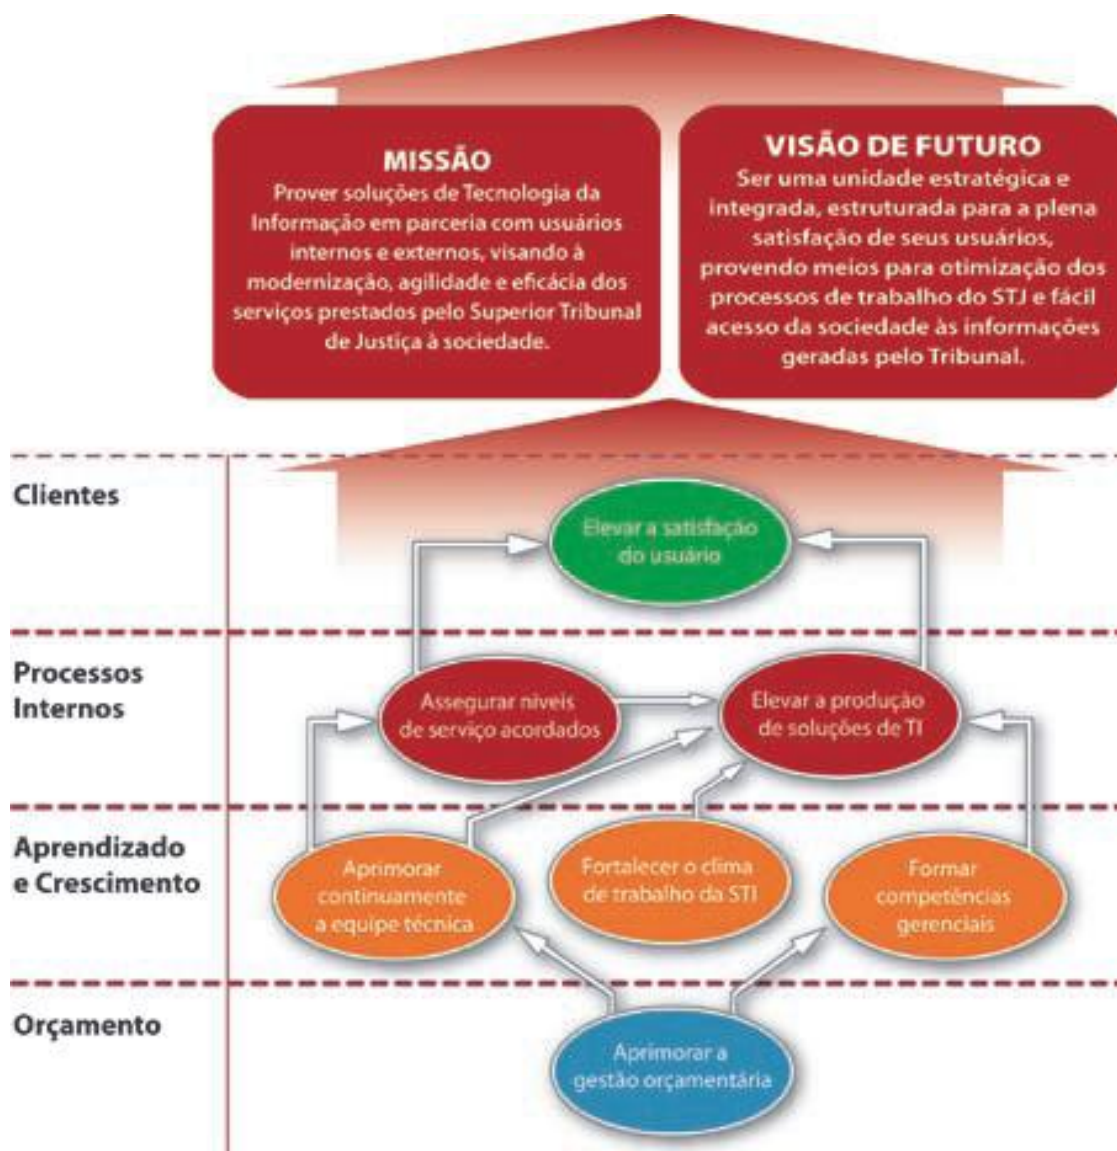 MISSÃO
Prover soluções de Tecnologia da
Informação em parceria com usuários
internos e externos, visando à
modernização, agilidade e eficácia dos
serviços prestados pelo Superior Tribunal
de Justiça à sociedade.
VISÃO DE FUTURO
Ser uma unidade estratégica e
integrada, estruturada para a plena
satisfação de seus usuários,
provendo meios para otimização dos
processos de trabalho do STJ e fácil
acesso da sociedade às informações
geradas pelo Tribunal.
Clientes
Elevar a satisfação
do usuário
Processos
Internos
Assegurar níveis
de serviço acordados
Elevar a produção
de soluções de TI
Aprendizado
e Crescimento
Aprimorar
continuamente
a equipe técnica
Fortalecer o clima
de trabalho da STI
Formar
competências
gerenciais
Orçamento
Aprimorar a
gestão orçamentária